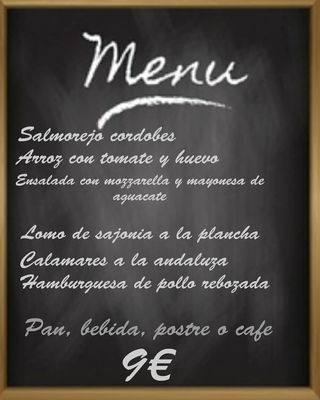 Menu
Salmorejo cordobes
Arroz con tomate y huevo
Ensalada con mozzarella y mayonesa de
aguacate
Lomo de sajonia a la plancha
Calamares a la andaluza
Hamburguesa de pollo rebozada
Pan, bebida, postre o cafe
9€